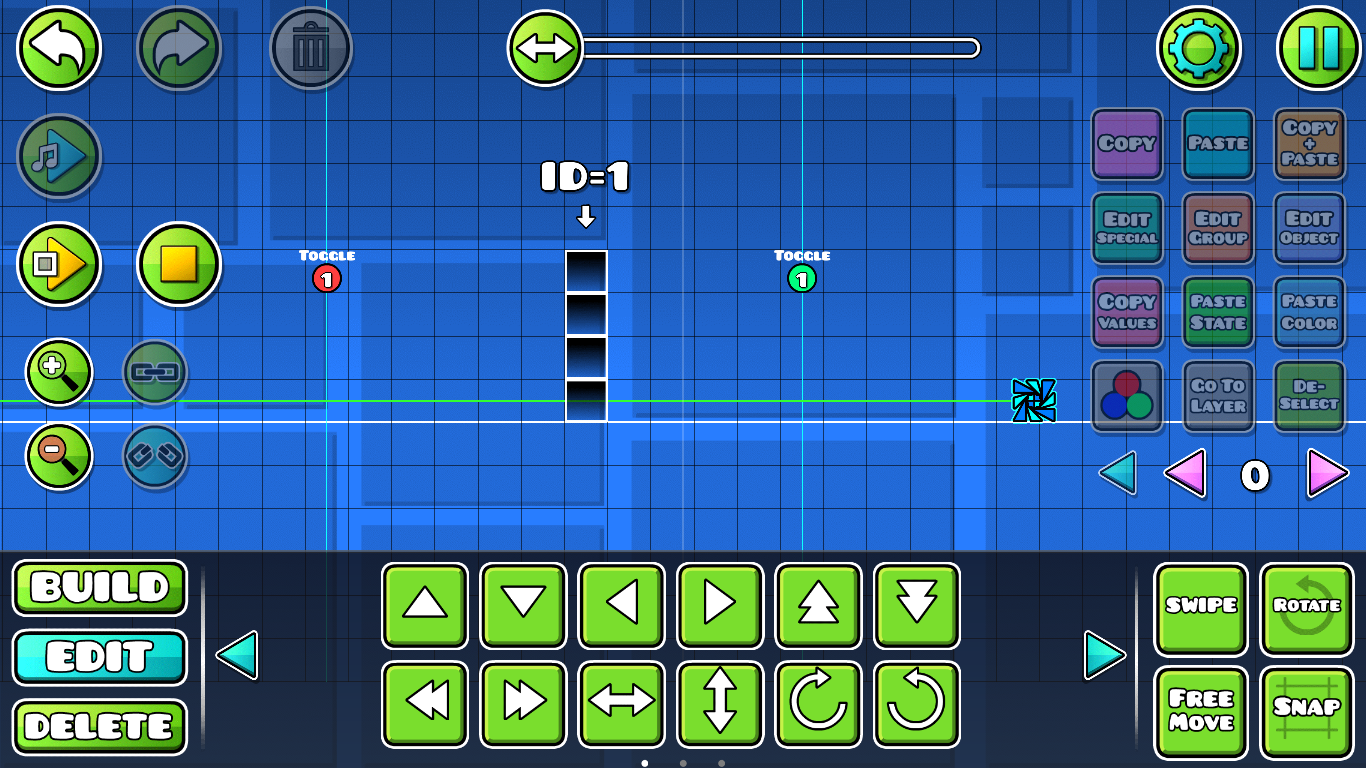 ID=1
TOGGLE
1
TOGGLE
1
COPY
PASTE
COPY
+
PASTE
EDIT
SPECIAL
EDIT
GROUP
EDIT
OBJECT
COPY
VALUES
PASTE
STATE
PASTE
COLOR
GO TO
LAYER
DE-
SELECT
0
BUILD
EDIT
DELETE
SWIPE
ROTATE
FREE
MOVE
SNAP